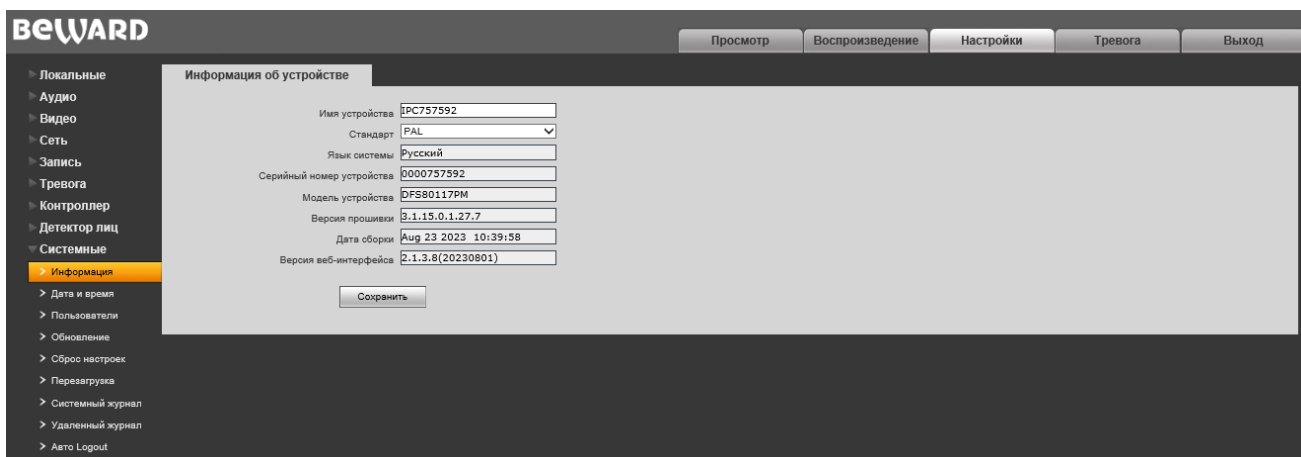 BEWARD
Просмотр
Воспроизведение
Настройки
Тревога
Выход
Локальные
Аудио
Видео
Сеть
Запись
Тревога
Контроллер
Детектор лиц
Системные
Информация
Дата и время
Пользователи
Обновление
Сброс настроек
Перезагрузка
Системный журнал
Удаленный журнал
Авто Logout
Информация об устройстве
Имя устройства IPC757592
Стандарт PAL
Язык системы Русский
Серийный номер устройства 0000757592
Модель устройства DFS80117PM
Версия прошивки 3.1.15.0.1.27.7
Дата сборки Aug 23 2023 10:39:58
Версия веб-интерфейса 2.1.3.8(20230801)
Сохранить